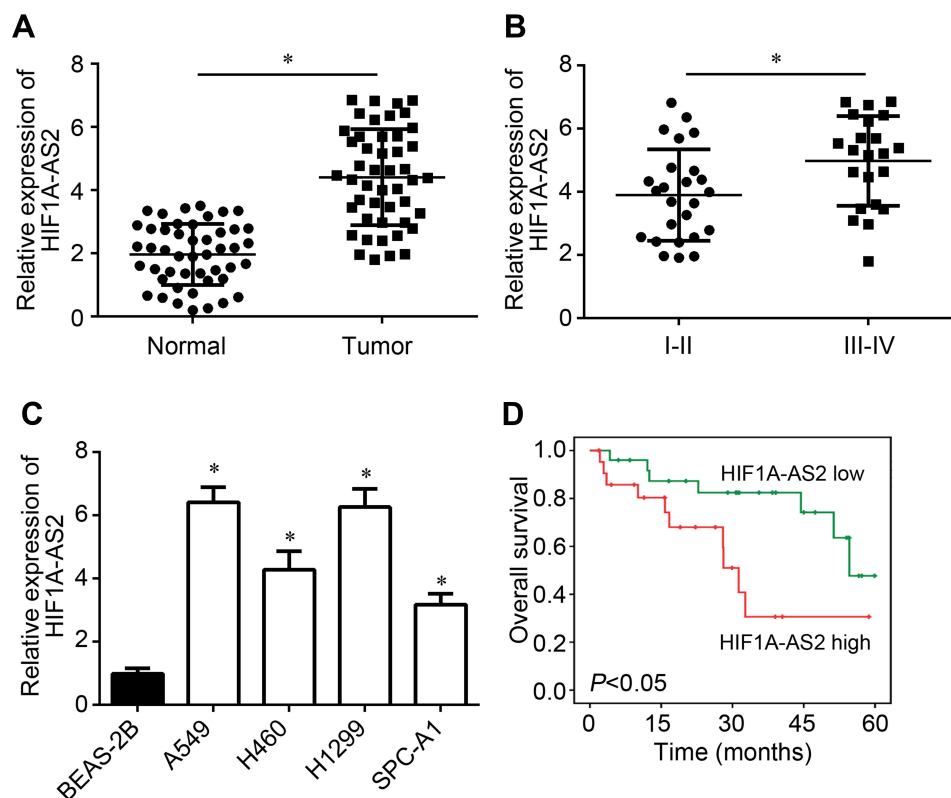 A
Relative expression of
HIF1A-AS2
8
6
4
2
0
*
Normal
Tumor
B
Relative expression of
HIF1A-AS2
8
6
4
2
0
*
I-II
III-IV
C
Relative expression of
HIF1A-AS2
8
6
4
2
0
*
*
*
*
BEAS-2B
A549
H460
H1299
SPC-A1
D
Overall survival
1.0
0.8
0.6
0.4
0.2
0.0
HIF1A-AS2 low
HIF1A-AS2 high
P<0.05
0
15
30
45
60
Time (months)